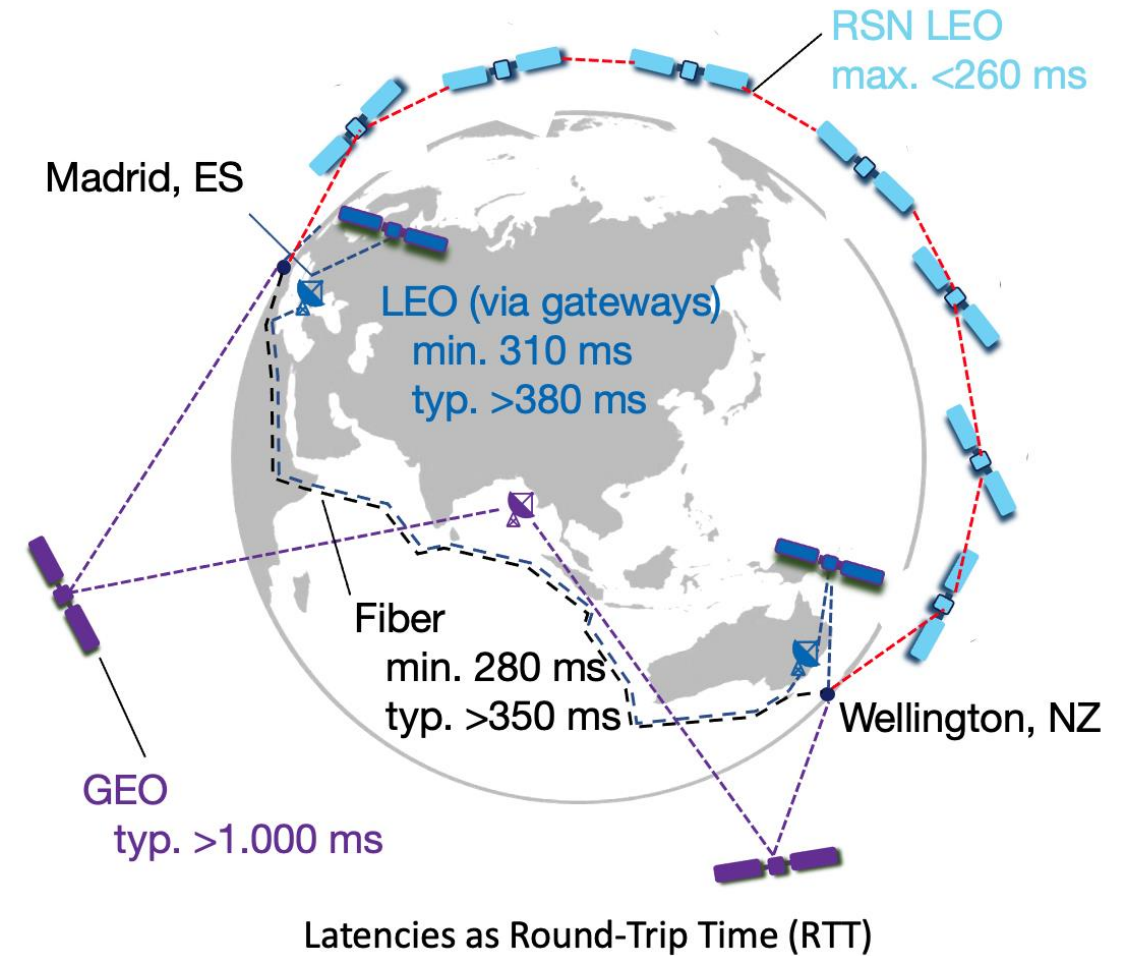 RSN LEO
max. <260 ms
Madrid, ES
LEO (via gateways)
min. 310 ms
typ. >380 ms
Fiber
min. 280 ms
typ. >350 ms
Wellington, NZ
GEO
typ. >1.000 ms
Latencies as Round-Trip Time (RTT)